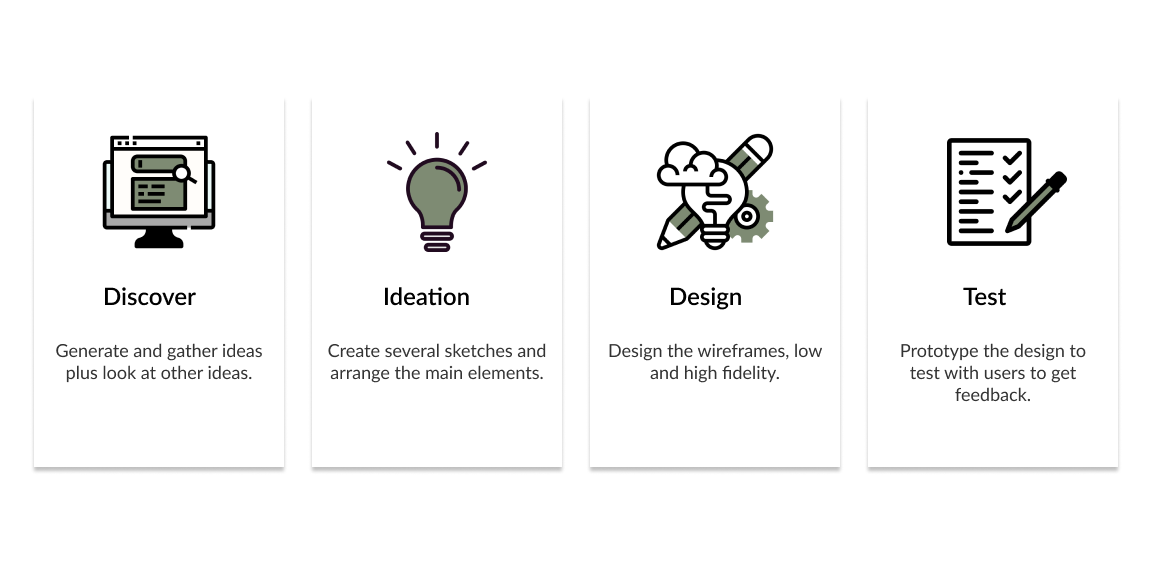 Discover
Generate and gather ideas
plus look at other ideas.
Ideation
Create several sketches and
arrange the main elements.
Design
Design the wireframes, low
and high fidelity.
Test
Prototype the design to
test with users to get
feedback.